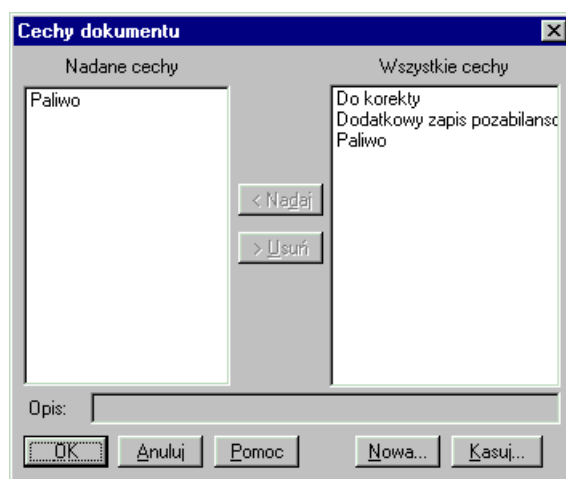 Cechy dokumentu
Nadane cechy
Wszystkie cechy
Paliwo
Do korekty
Dodatkowy zapis pozabilansc
Paliwo
< Nadaj
> Usuń
Opis:
OK
Anuluj
Pomoc
Nowa...
Kasuj...